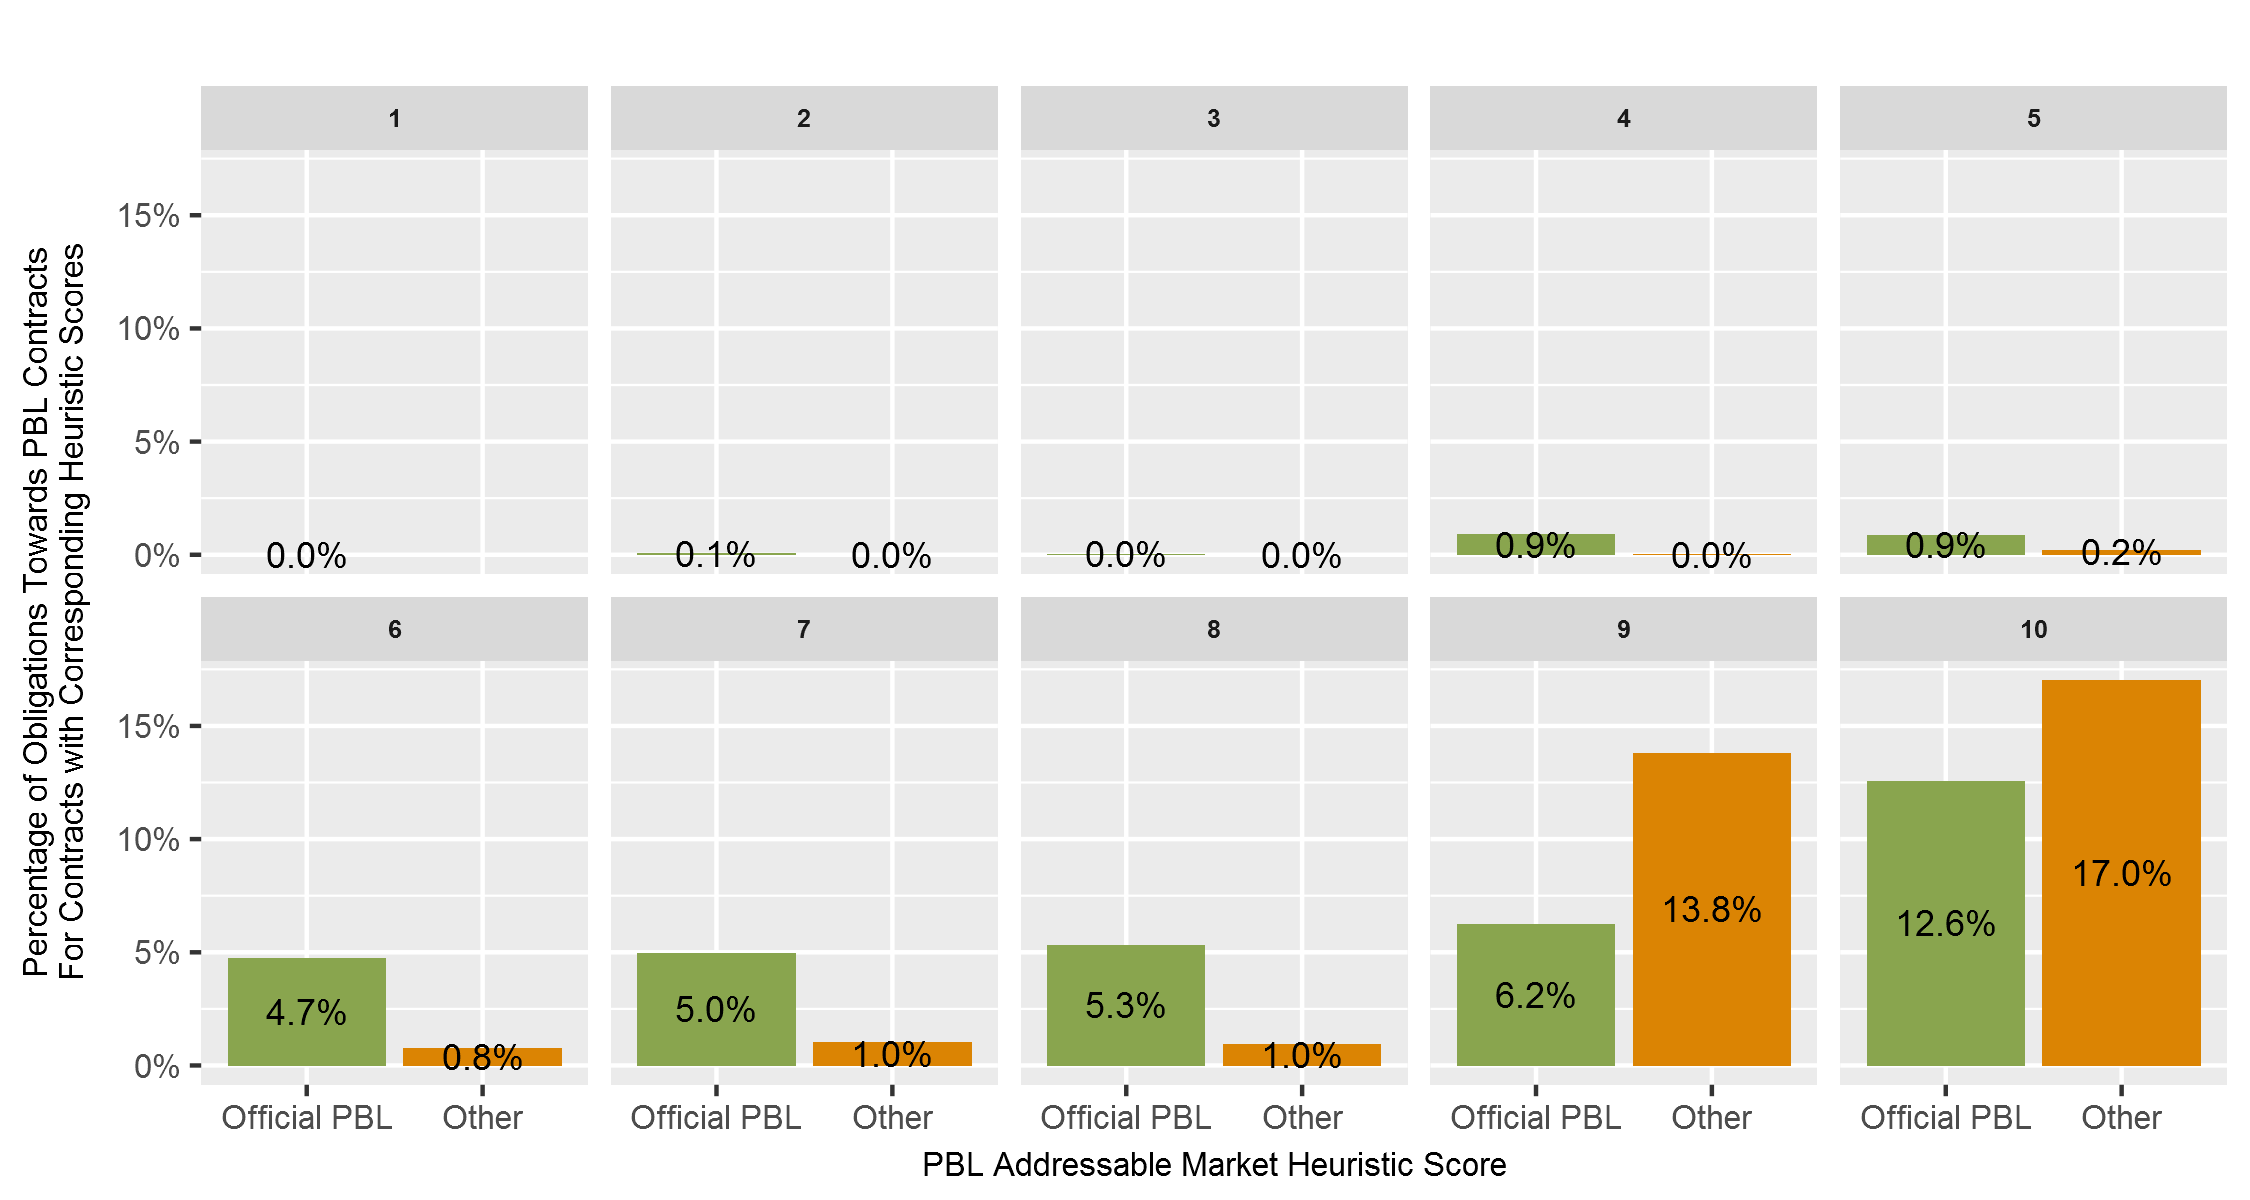 Percentage of Obligations Towards PBL Contracts
For Contracts with Corresponding Heuristic Scores
1 2 3 4 5
15%
10%
5%
0%
0.0% 0.1% 0.0% 0.0% 0.0% 0.9% 0.0% 0.9% 0.2%
6 7 8 9 10
15%
10%
5%
0%
4.7% 0.8% 5.0% 1.0% 5.3% 1.0% 6.2% 13.8% 12.6% 17.0%
Official PBL Other Official PBL Other Official PBL Other Official PBL Other Official PBL Other
PBL Addressable Market Heuristic Score